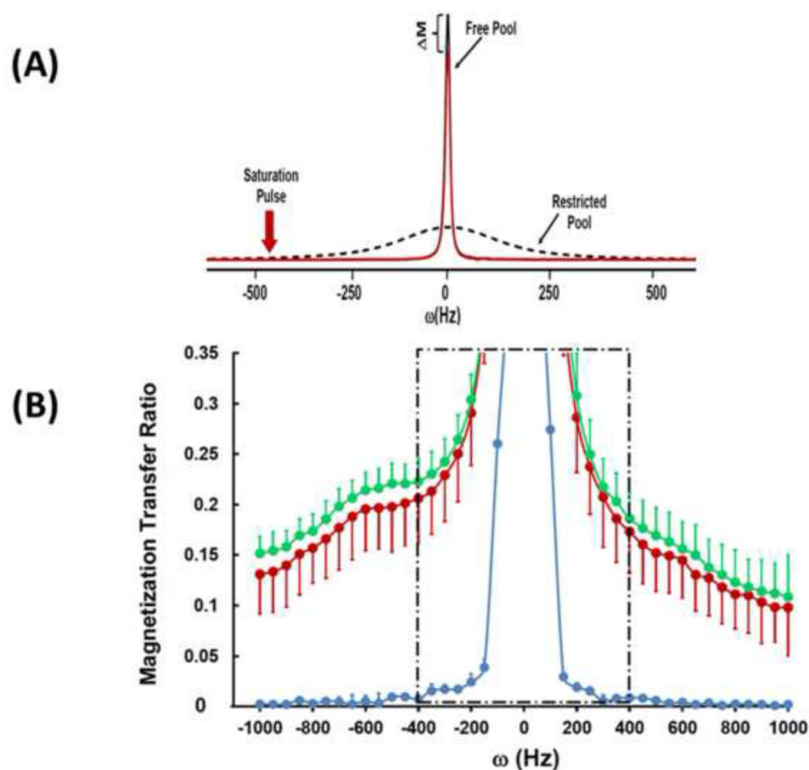 (A)
ΔM
Free Pool
Saturation
Pulse
Restricted
Pool
-500 -250 0 250 500
ω(Hz)
(B)
Magnetization Transfer Ratio
0.35
0.3
0.25
0.2
0.15
0.1
0.05
0
-1000 -800 -600 -400 -200 0 200 400 600 800 1000
ω (Hz)